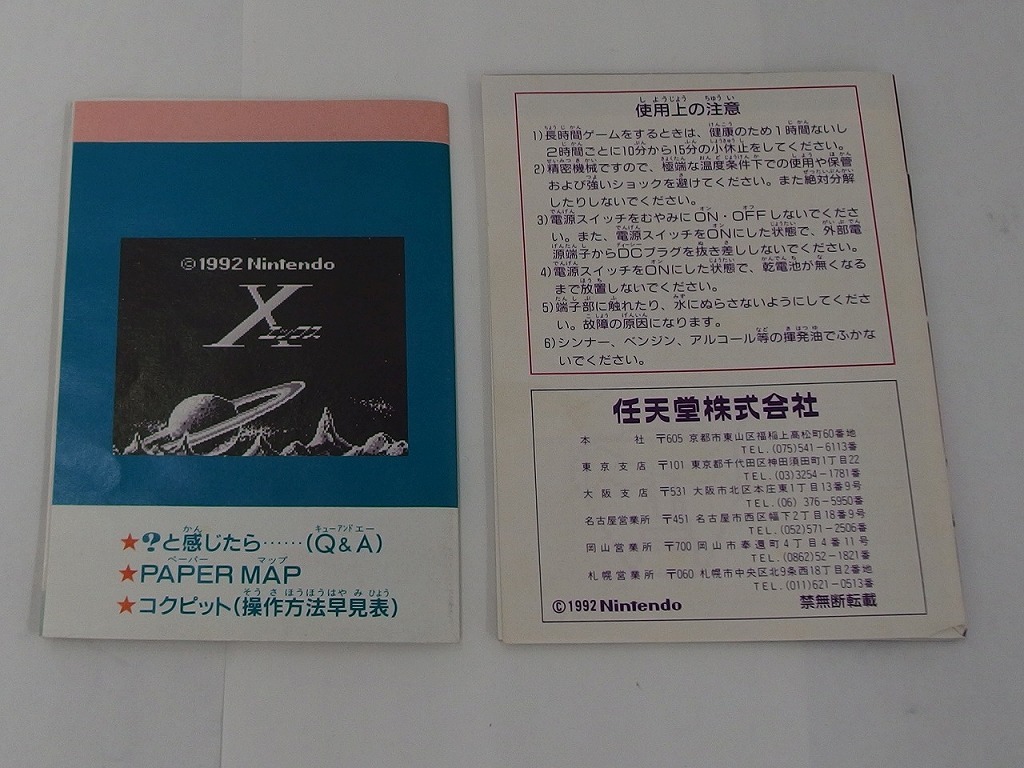 ©1992 Nintendo
X
エックス
★?と感じたら……(Q&A)
★PAPER MAP
★コクピット(操作方法早見表)
使用上の注意
1)長時間ゲームをするときは、健康のため1時間ないし
2時間ごとに10分から15分の小休止をしてください。
2)精密機械ですので、極端な温度条件下での使用や保管
および強いショックを避けてください。また絶対分解
したりしないでください。
3)電源スイッチをむやみにON・OFFしないでくださ
い。また、電源スイッチをONにした状態で、外部電
源端子からDCプラグを抜き差ししないでください。
4)電源スイッチをONにした状態で、乾電池が無くなる
まで放置しないでください。
5)端子部に触れたり、水にぬらさないようにしてくださ
い。故障の原因になります。
6)シンナー、ベンジン、アルコール等の揮発油でふかな
いでください。
任天堂株式会社
本社 〒605 京都市東山区福稲上高松町60番地
TEL.(075)541-6113番
東京支店 〒101 東京都千代田区神田須田町1丁目22
TEL.(03)3254-1781番
大阪支店 〒531 大阪市北区本庄東1丁目13番9号
TEL.(06)376-5950番
名古屋営業所 〒451 名古屋市西区幅下2丁目18番9号
TEL.(052)571-2506番
岡山営業所 〒700 岡山市奉還町4丁目4番11号
TEL.(0862)52-1821番
札幌営業所 〒060 札幌市中央区北9条西18丁目2番地
TEL.(011)621-0513番
©1992 Nintendo 禁無断転載